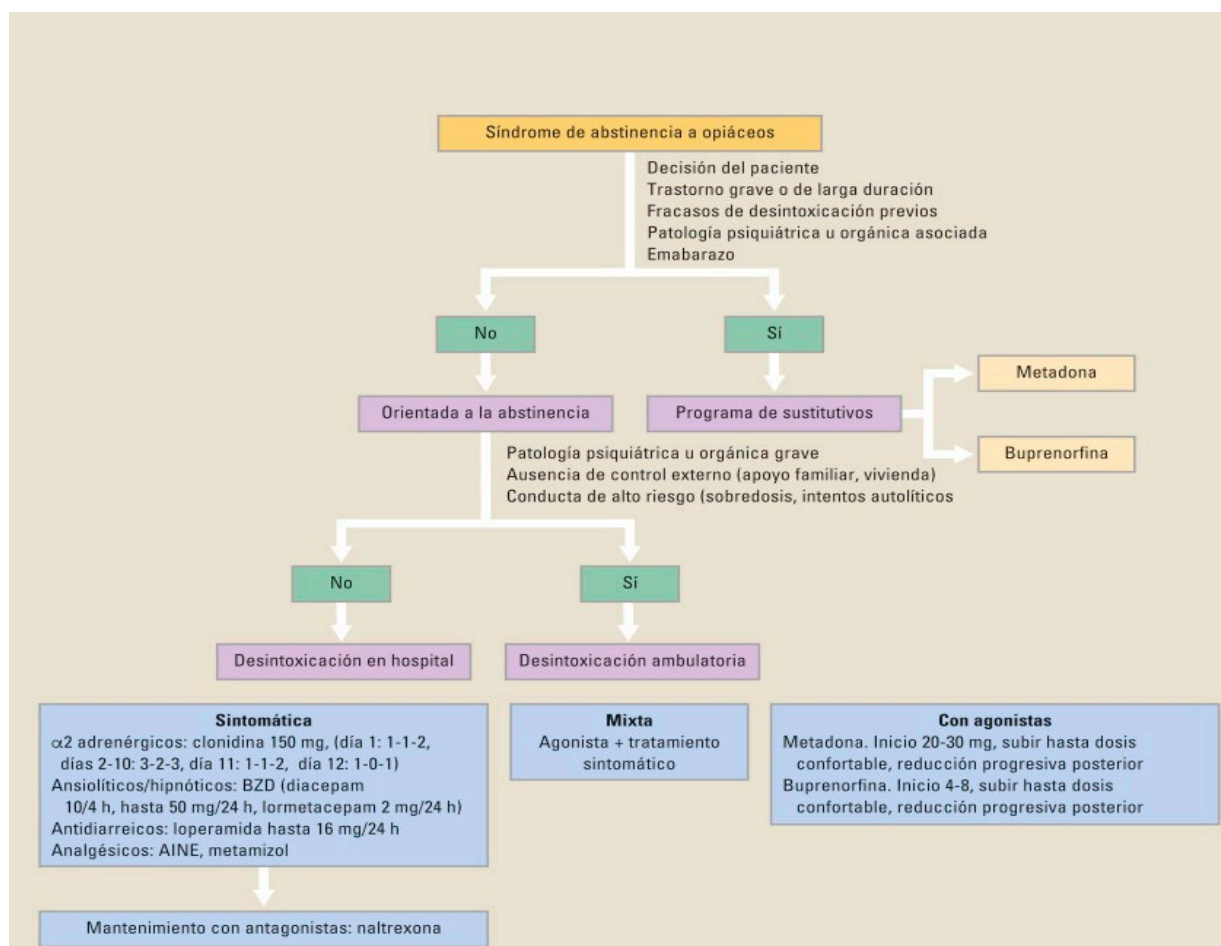 Síndrome de abstinencia a opiáceos
Decisión del paciente
Trastorno grave o de larga duración
Fracasos de desintoxicación previos
Patología psiquiátrica u orgánica asociada
Emabarazo
No
Sí
Metadona
Orientada a la abstinencia
Programa de sustitutivos
Buprenorfina
Patología psiquiátrica u orgánica grave
Ausencia de control externo (apoyo familiar, vivienda)
Conducta de alto riesgo (sobredosis, intentos autolíticos
No
Sí
Desintoxicación en hospital
Desintoxicación ambulatoria
Sintomática
α2 adrenérgicos: clonidina 150 mg, (día 1: 1-1-2,
días 2-10: 3-2-3, día 11: 1-1-2, día 12: 1-0-1)
Ansiolíticos/hipnóticos: BZD (diacepam
10/4 h, hasta 50 mg/24 h, lormetacepam 2 mg/24 h)
Antidiarreicos: loperamida hasta 16 mg/24 h
Analgésicos: AINE, metamizol
Mixta
Agonista + tratamiento
sintomático
Con agonistas
Metadona. Inicio 20-30 mg, subir hasta dosis
confortable, reducción progresiva posterior
Buprenorfina. Inicio 4-8, subir hasta dosis
confortable, reducción progresiva posterior
Mantenimiento con antagonistas: naltrexona